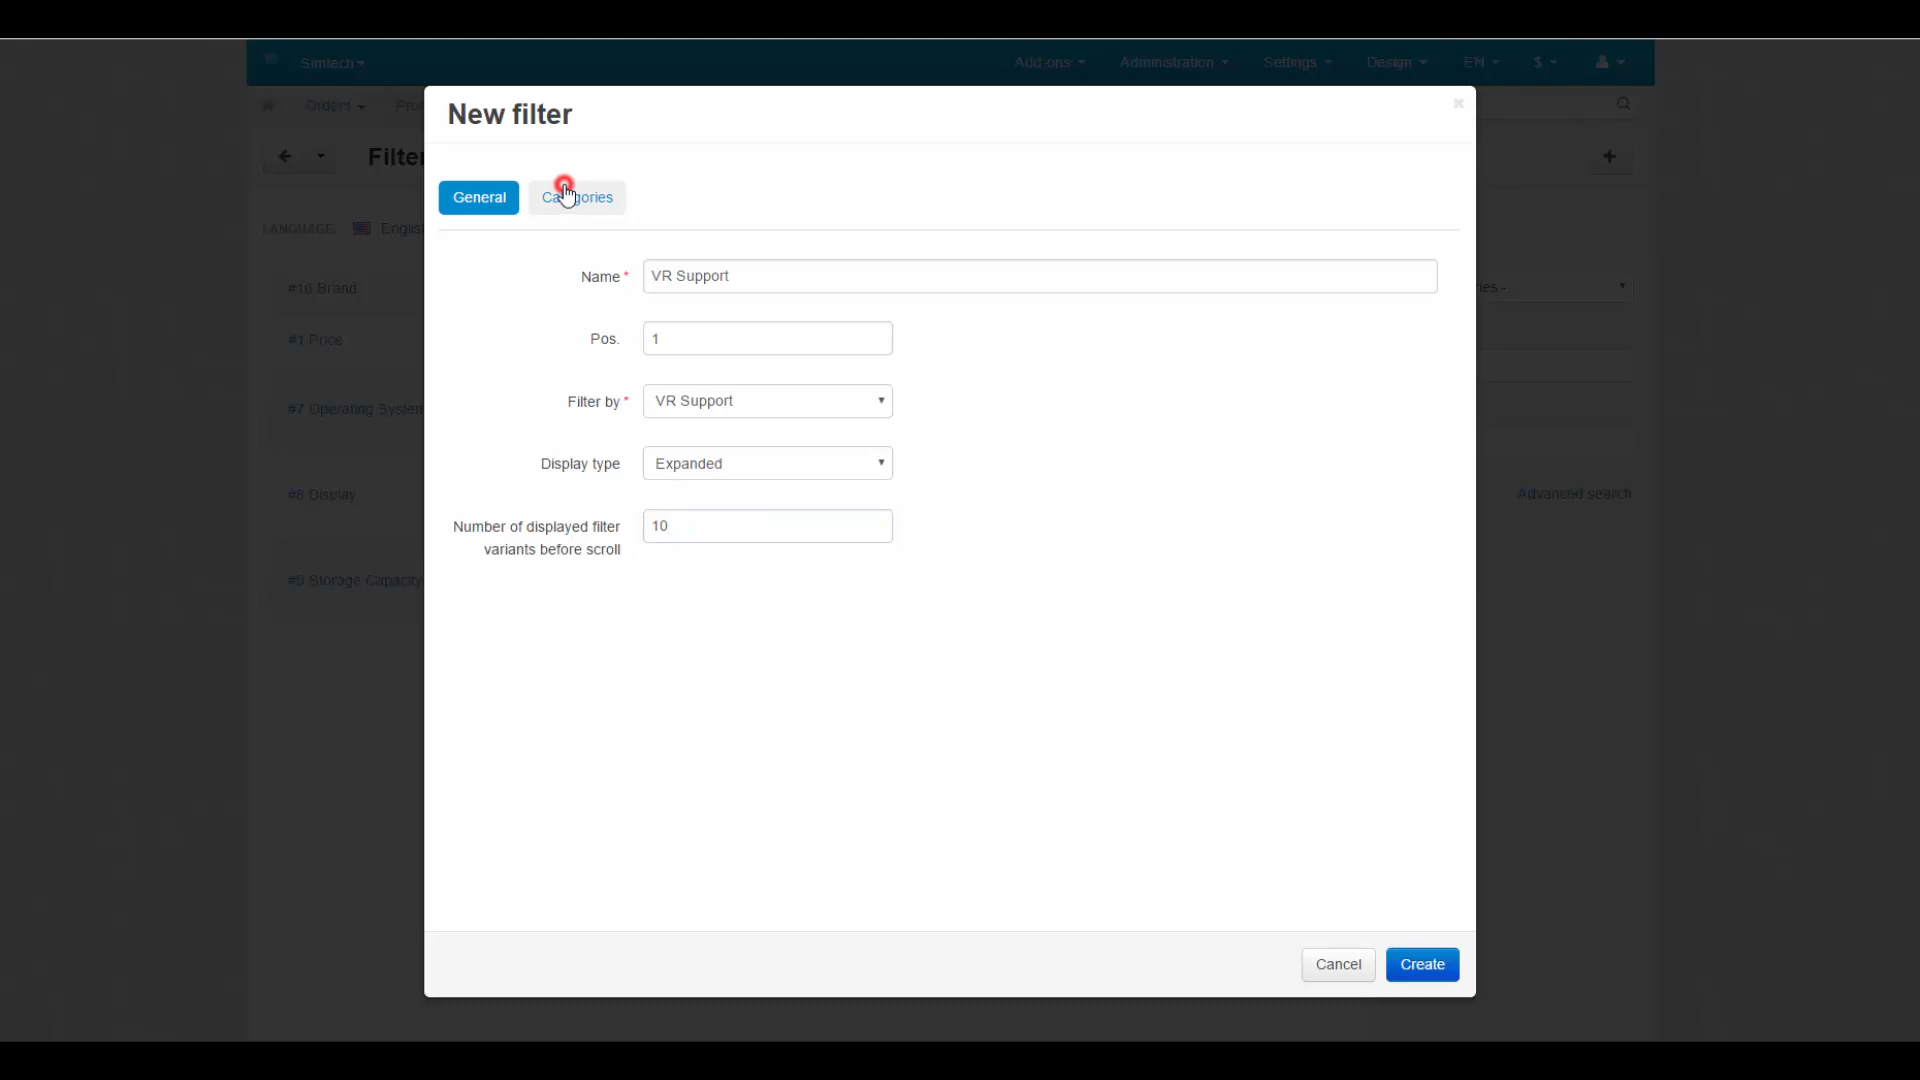 Simtech
Add-ons
Administration
Settings
Design
EN
$
Orders
New filter
Filter
General
Categories
LANGUAGE:
Name *
VR Support
#10 Brand
Pos.
1
#1 Price
Filter by *
VR Support
#7 Operating System
Display type
Expanded
#8 Display
Advanced search
Number of displayed filter
variants before scroll
10
#9 Storage Capacity
Cancel
Create